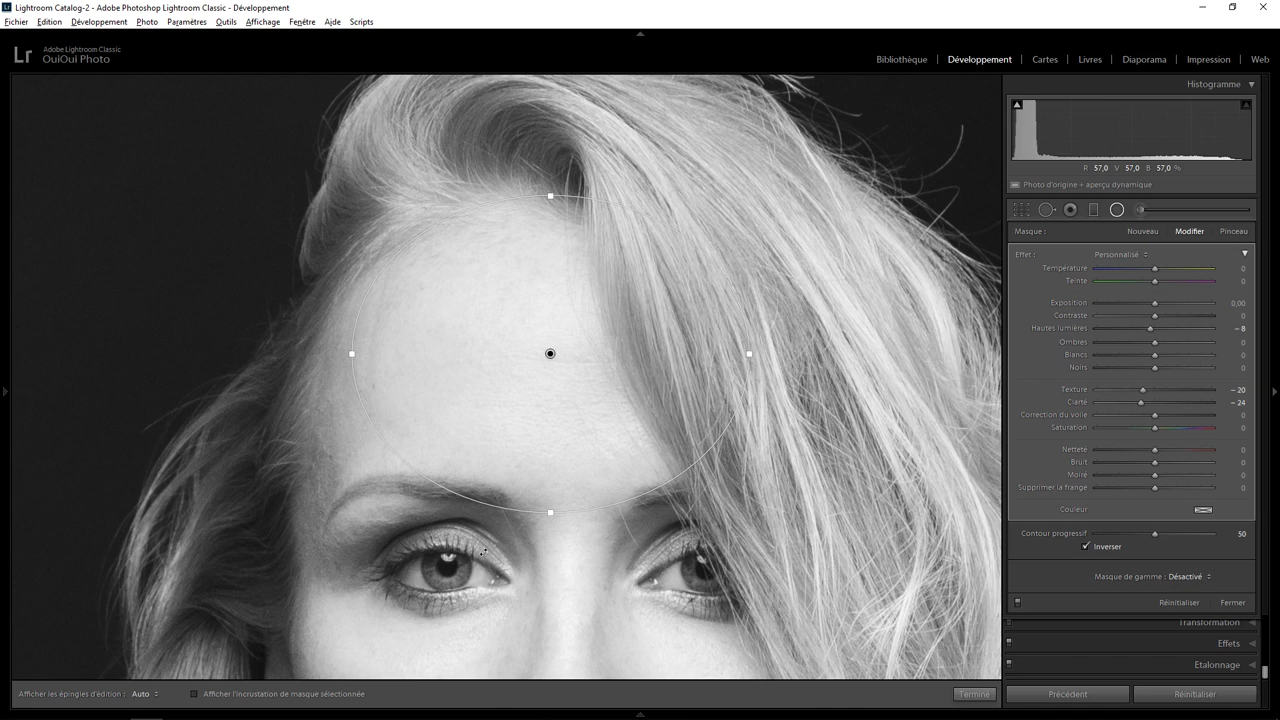 Lightroom Catalog-2 - Adobe Photoshop Lightroom Classic - Développement
Fichier Edition Développement Photo Paramètres Outils Affichage Fenêtre Aide Scripts
Lr
Adobe Lightroom Classic
OuiOui Photo
Bibliothèque | Développement | Cartes | Livres | Diaporama | Impression | Web
Histogramme
R 57,0 V 57,0 B 57,0 %
Photo d'origine + aperçu dynamique
Masque : Nouveau Modifier Pinceau
Effet : Personnalisé
Température 0
Teinte 0
Exposition 0,00
Contraste 0
Hautes lumières – 8
Ombres 0
Blancs 0
Noirs 0
Texture – 20
Clarté – 24
Correction du voile 0
Saturation 0
Netteté 0
Bruit 0
Moiré 0
Supprimer la frange 0
Couleur
Contour progressif 50
Inverser
Masque de gamme : Désactivé
Réinitialiser Fermer
Transformation
Effets
Etalonnage
Afficher les épingles d'édition : Auto Afficher l'incrustation de masque sélectionnée Terminé
Précédent Réinitialiser